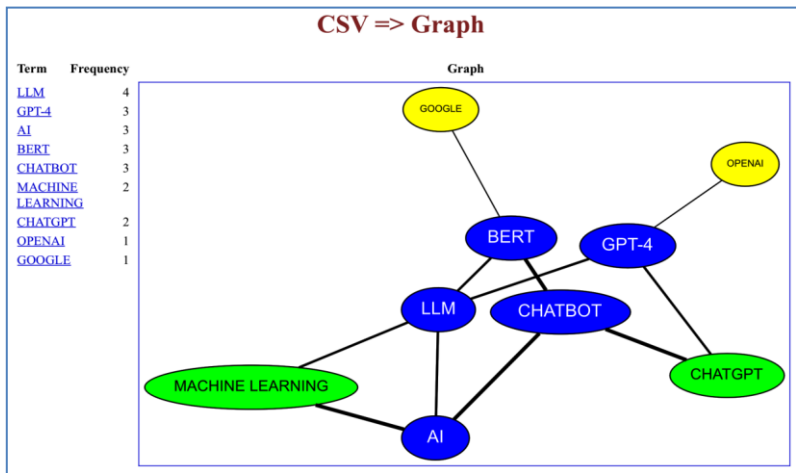 CSV => Graph
Term Frequency Graph
LLM 4
GPT-4 3
AI 3
BERT 3
CHATBOT 3
MACHINE 2
LEARNING
CHATGPT 2
OPENAI 1
GOOGLE 1
GOOGLE
OPENAI
BERT
GPT-4
LLM
CHATBOT
MACHINE LEARNING
CHATGPT
AI